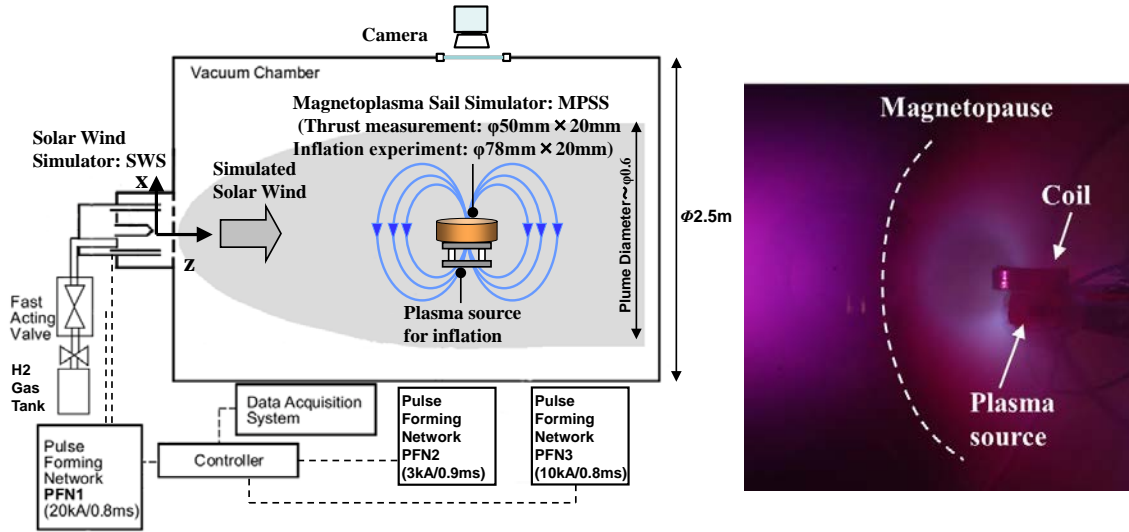 Camera
Vacuum Chamber
Magnetoplasma Sail Simulator: MPSS
(Thrust measurement: φ50mm×20mm
Inflation experiment: φ78mm×20mm)
Solar Wind
Simulator: SWS
x
z
Simulated
Solar Wind
Plume Diameter~φ0.6
Φ2.5m
Plasma source
for inflation
Fast
Acting
Valve
H2
Gas
Tank
Data Acquisition
System
Controller
Pulse
Forming
Network
PFN1
(20kA/0.8ms)
Pulse
Forming
Network
PFN2
(3kA/0.9ms)
Pulse
Forming
Network
PFN3
(10kA/0.8ms)
Magnetopause
Coil
Plasma
source